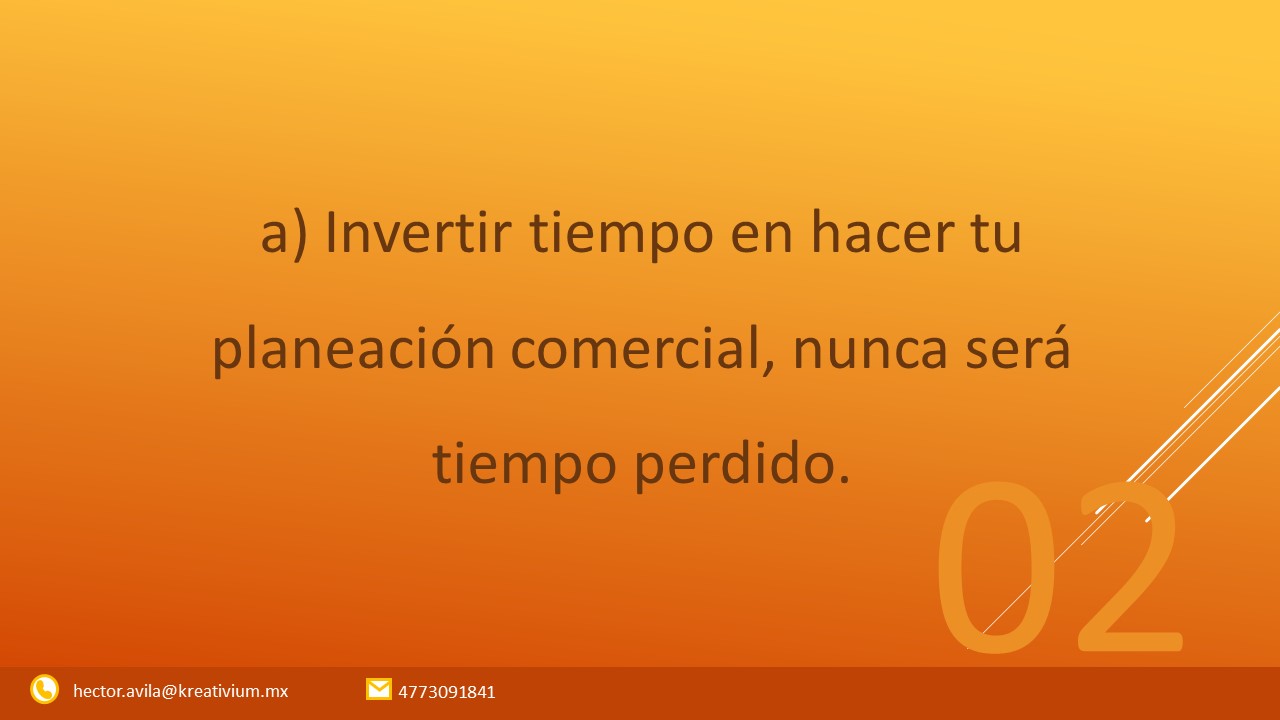 a) Invertir tiempo en hacer tu
planeación comercial, nunca será
tiempo perdido.
02
hector.avila@kreativium.mx
4773091841